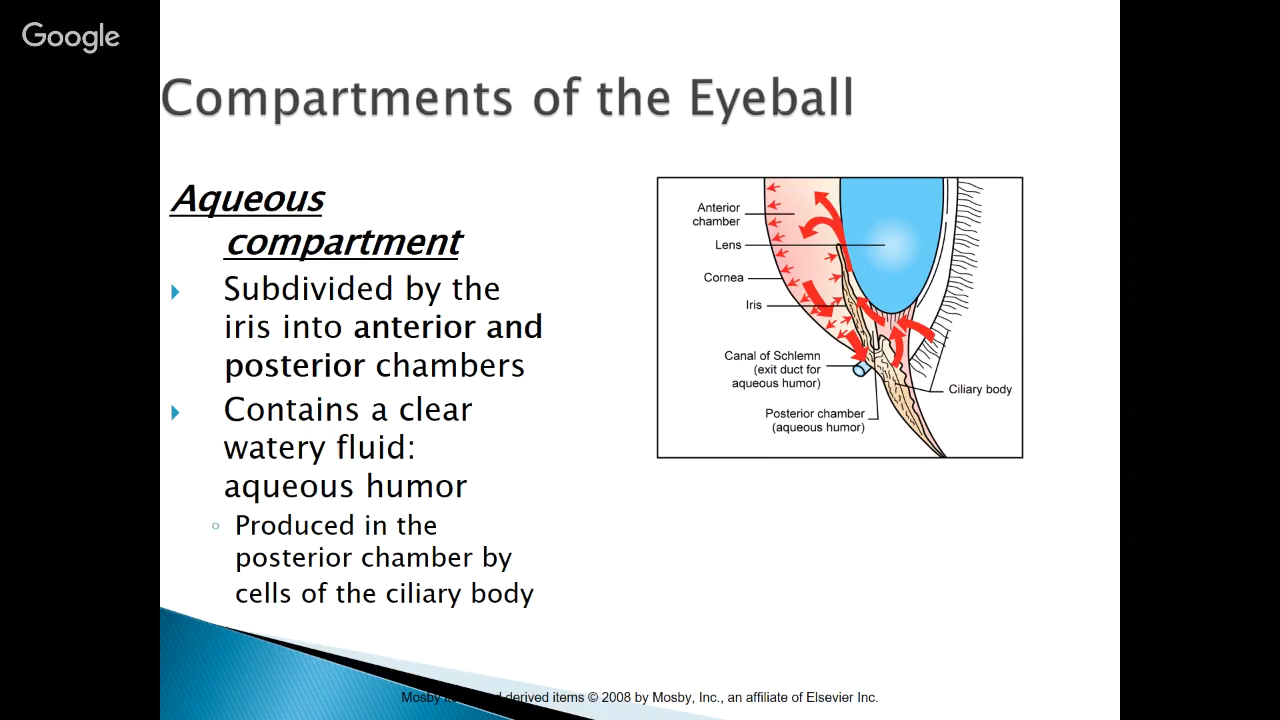 Google
Compartments of the Eyeball
Aqueous
compartment
Subdivided by the
iris into anterior and
posterior chambers
Contains a clear
watery fluid:
aqueous humor
Produced in the
posterior chamber by
cells of the ciliary body
Anterior
chamber
Lens
Cornea
Iris
Canal of Schlemn
(exit duct for
aqueous humor)
Posterior chamber
(aqueous humor)
Ciliary body
Mosby derived items © 2008 by Mosby, Inc., an affiliate of Elsevier Inc.